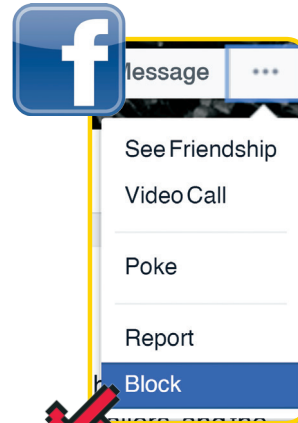 f
Message
•••
See Friendship
Video Call
Poke
Report
Block